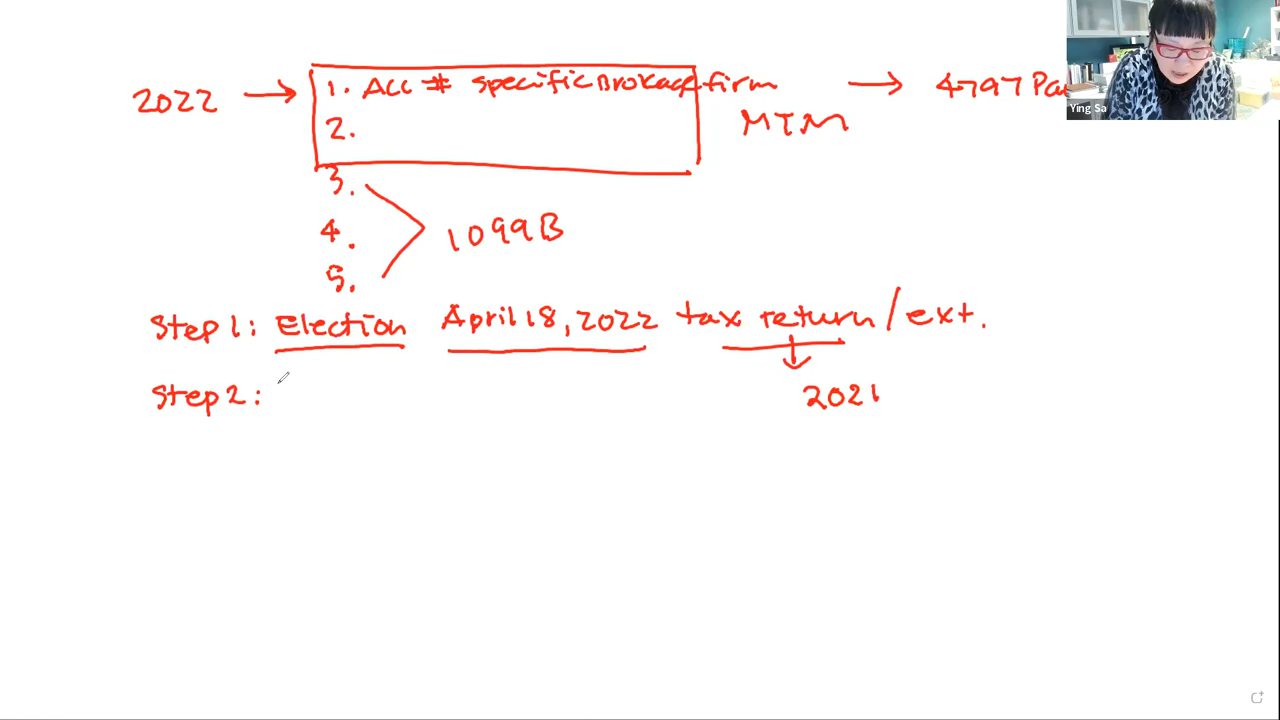 2022 → 1. Acc # specific Brokage firm → 4797 Pa
2. MTM
3.
4. 1099B
5.
Step 1: Election April 18, 2022 tax return / ext.
Step 2: 2021
Ying Sa